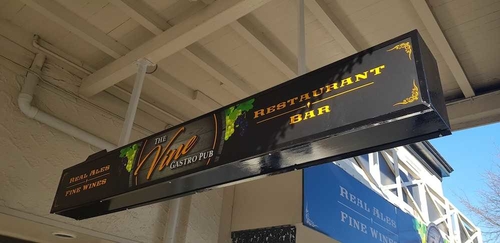 REAL ALES
FINE WINES
THE
Vine
GASTRO PUB
RESTAURANT
BAR
REAL ALES
FINE WINES